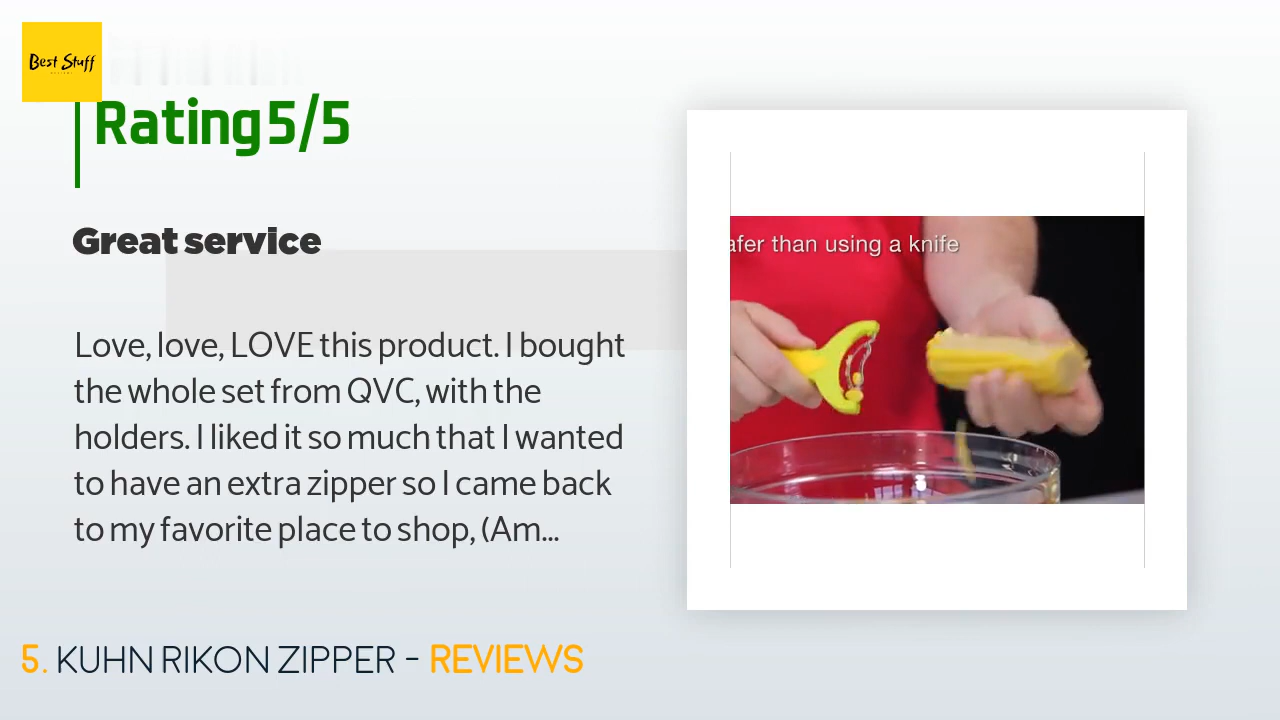 Best Stuff
Rating 5/5
Great service
Love, love, LOVE this product. I bought
the whole set from QVC, with the
holders. I liked it so much that I wanted
to have an extra zipper so I came back
to my favorite place to shop, (Am...
afer than using a knife
5. KUHN RIKON ZIPPER - REVIEWS